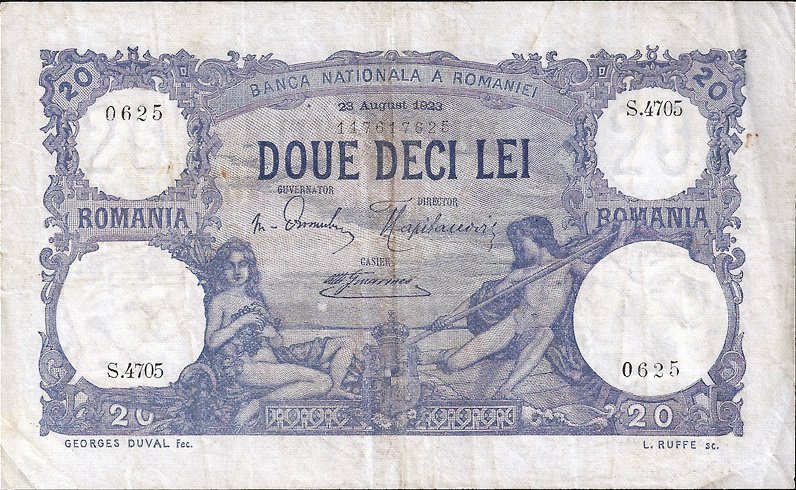 20 20
BANCA NATIONALA A ROMANIEI
0625
23 August 1923
S.4705
117617625
DOUE DECI LEI
GUVERNATOR
DIRECTOR
ROMANIA
ROMANIA
CASIER
S.4705
0625
20 20
GEORGES DUVAL Fec.
L. RUFFE sc.